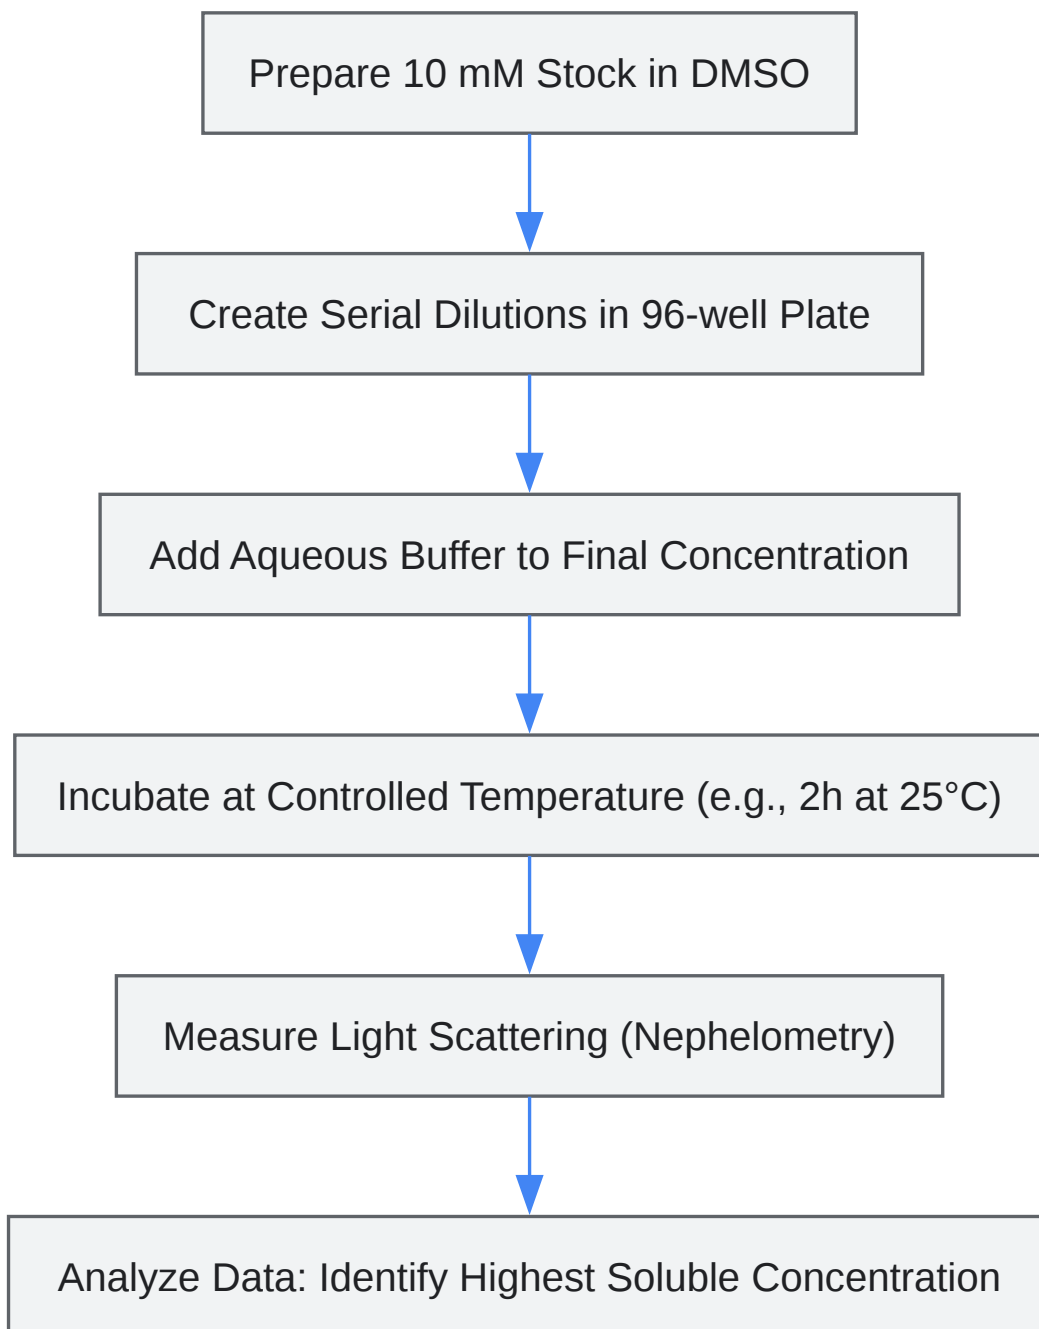 Prepare 10 mM Stock in DMSO
Create Serial Dilutions in 96-well Plate
Add Aqueous Buffer to Final Concentration
Incubate at Controlled Temperature (e.g., 2h at 25°C)
Measure Light Scattering (Nephelometry)
Analyze Data: Identify Highest Soluble Concentration